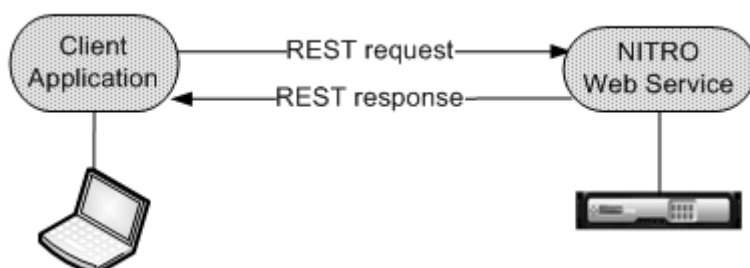 Client
Application
REST request
REST response
NITRO
Web Service